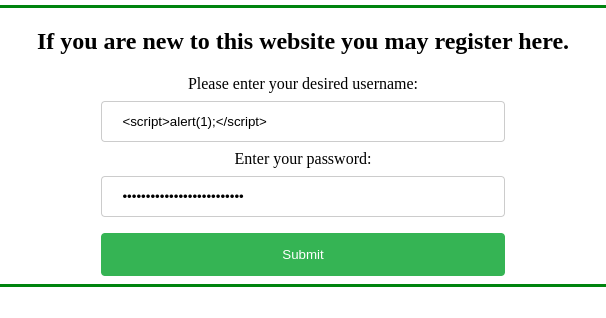 If you are new to this website you may register here.
Please enter your desired username:
<script>alert(1);</script>
Enter your password:
••••••••••••••••••••••••••
Submit